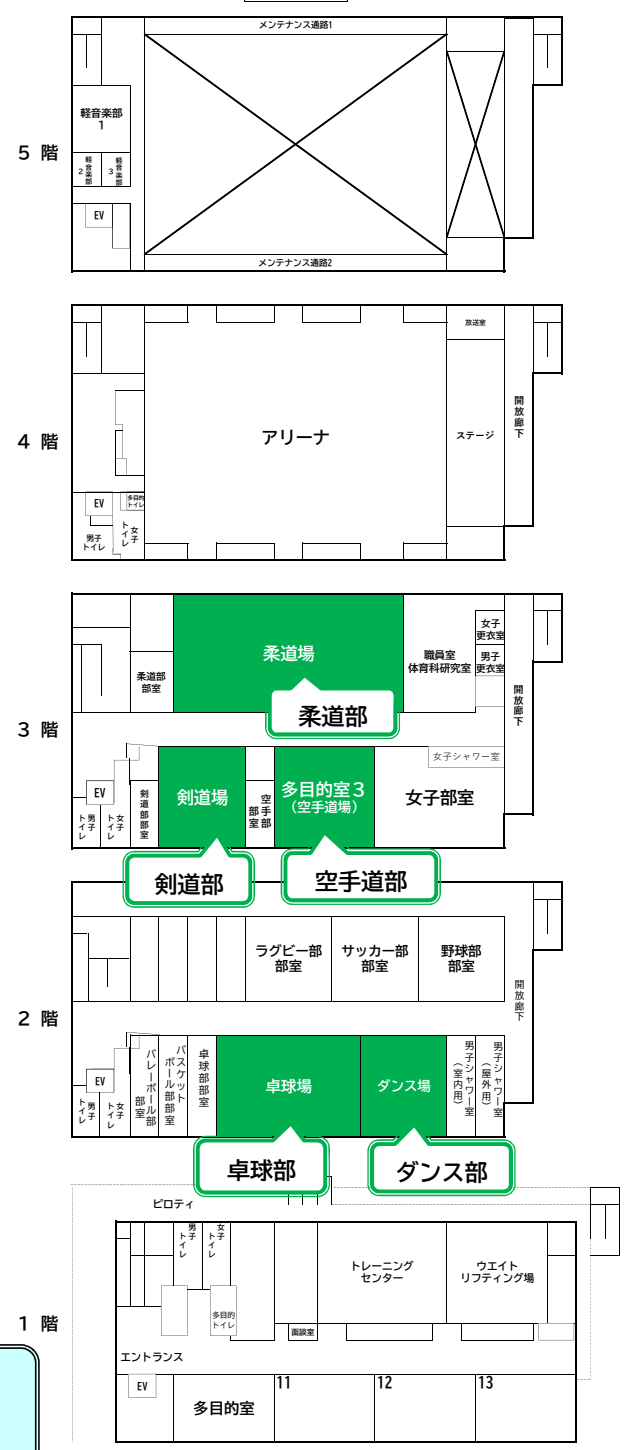 メンテナンス通路1
軽音楽部
1
5 階
軽音楽部
2
軽音楽部
3
EV
メンテナンス通路2
放送室
開放廊下
4 階
アリーナ
ステージ
EV
多目的
トイレ
男子
トイレ
女子
トイレ
柔道場
女子
更衣室
職員室
体育科研究室
男子
更衣室
柔道部
部室
開放廊下
柔道部
3 階
女子シャワー室
EV
男子
トイレ
女子
トイレ
剣道部部室
剣道場
空手部
部室
多目的室3
(空手道場)
女子部室
剣道部
空手道部
ラグビー部
部室
サッカー部
部室
野球部
部室
開放廊下
2 階
EV
男子
トイレ
女子
トイレ
バレーボール部
部室
バスケット
ボール部部室
卓球部部室
卓球場
ダンス場
男子シャワー室
(室内用)
男子シャワー室
(屋外用)
卓球部
ダンス部
ピロティ
男子
トイレ
女子
トイレ
トレーニング
センター
ウエイト
リフティング場
多目的
トイレ
1 階
面談室
エントランス
EV
多目的室
11
12
13